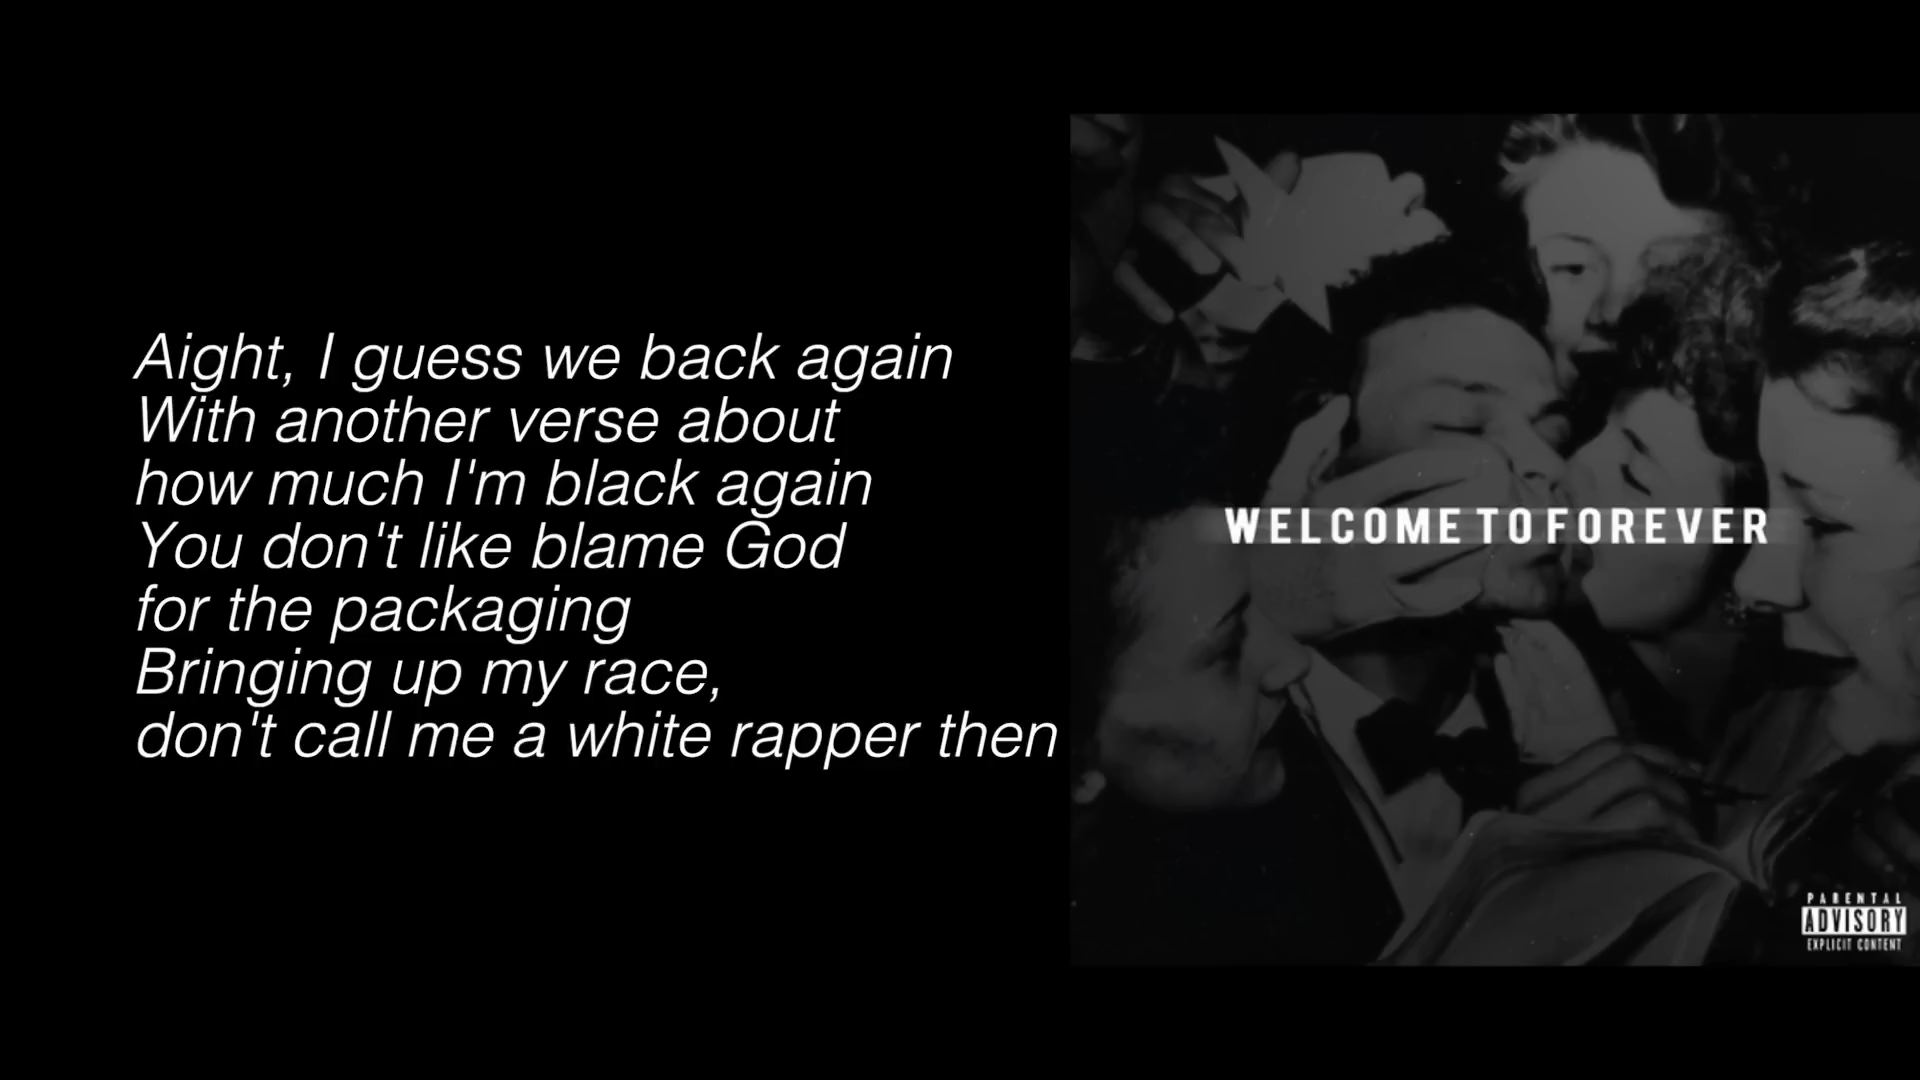 Aight, I guess we back again
With another verse about
how much I'm black again
You don't like blame God
for the packaging
Bringing up my race,
don't call me a white rapper then
WELCOME TO FOREVER
PARENTAL
ADVISORY
EXPLICIT CONTENT